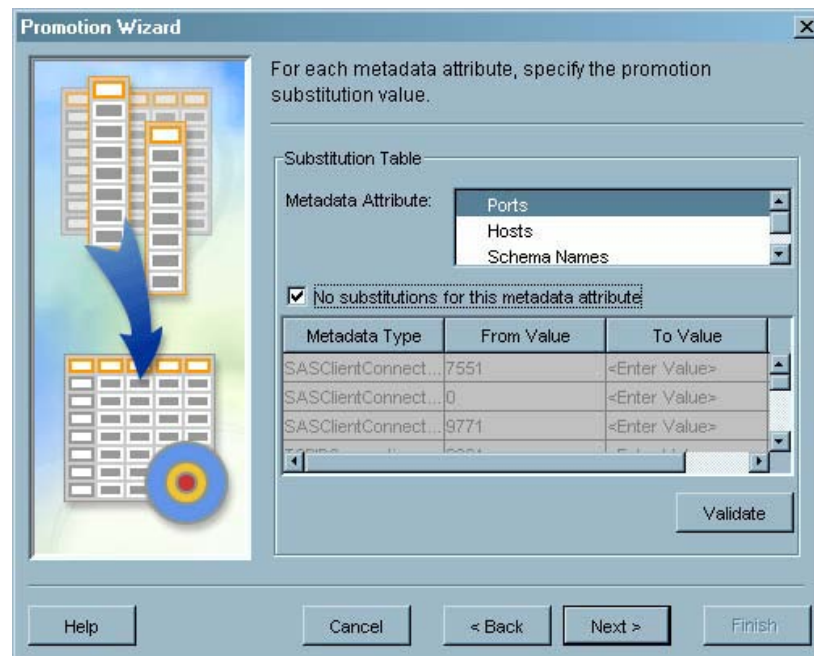 Promotion Wizard
For each metadata attribute, specify the promotion
substitution value.
Substitution Table
Metadata Attribute:
Ports
Hosts
Schema Names
No substitutions for this metadata attribute
Metadata Type From Value To Value
SASClientConnect... 7551 <Enter Value>
SASClientConnect... 0 <Enter Value>
SASClientConnect... 9771 <Enter Value>
Validate
Help Cancel < Back Next > Finish